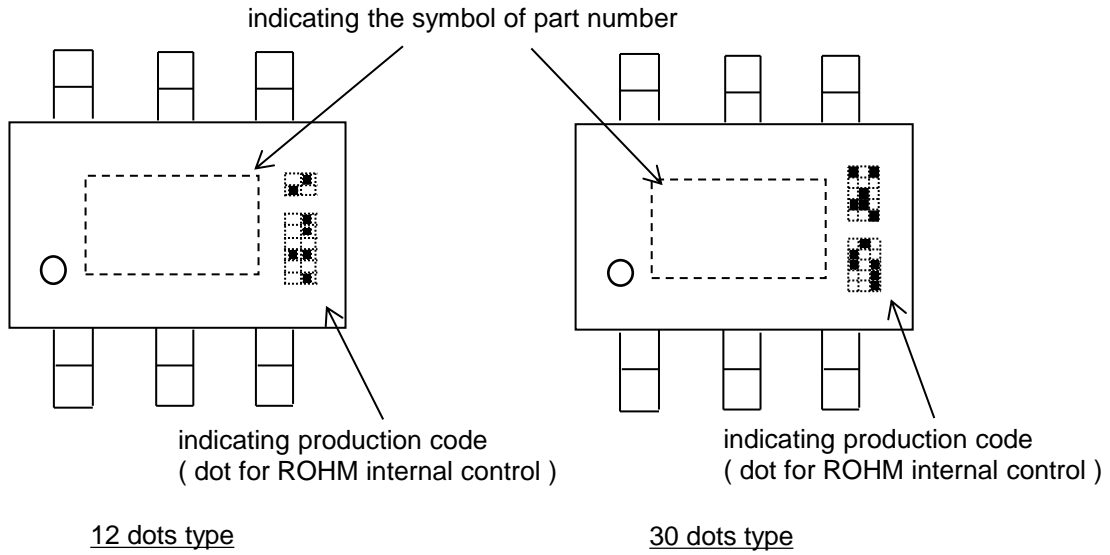 indicating the symbol of part number
indicating production code
( dot for ROHM internal control )
indicating production code
( dot for ROHM internal control )
12 dots type
30 dots type